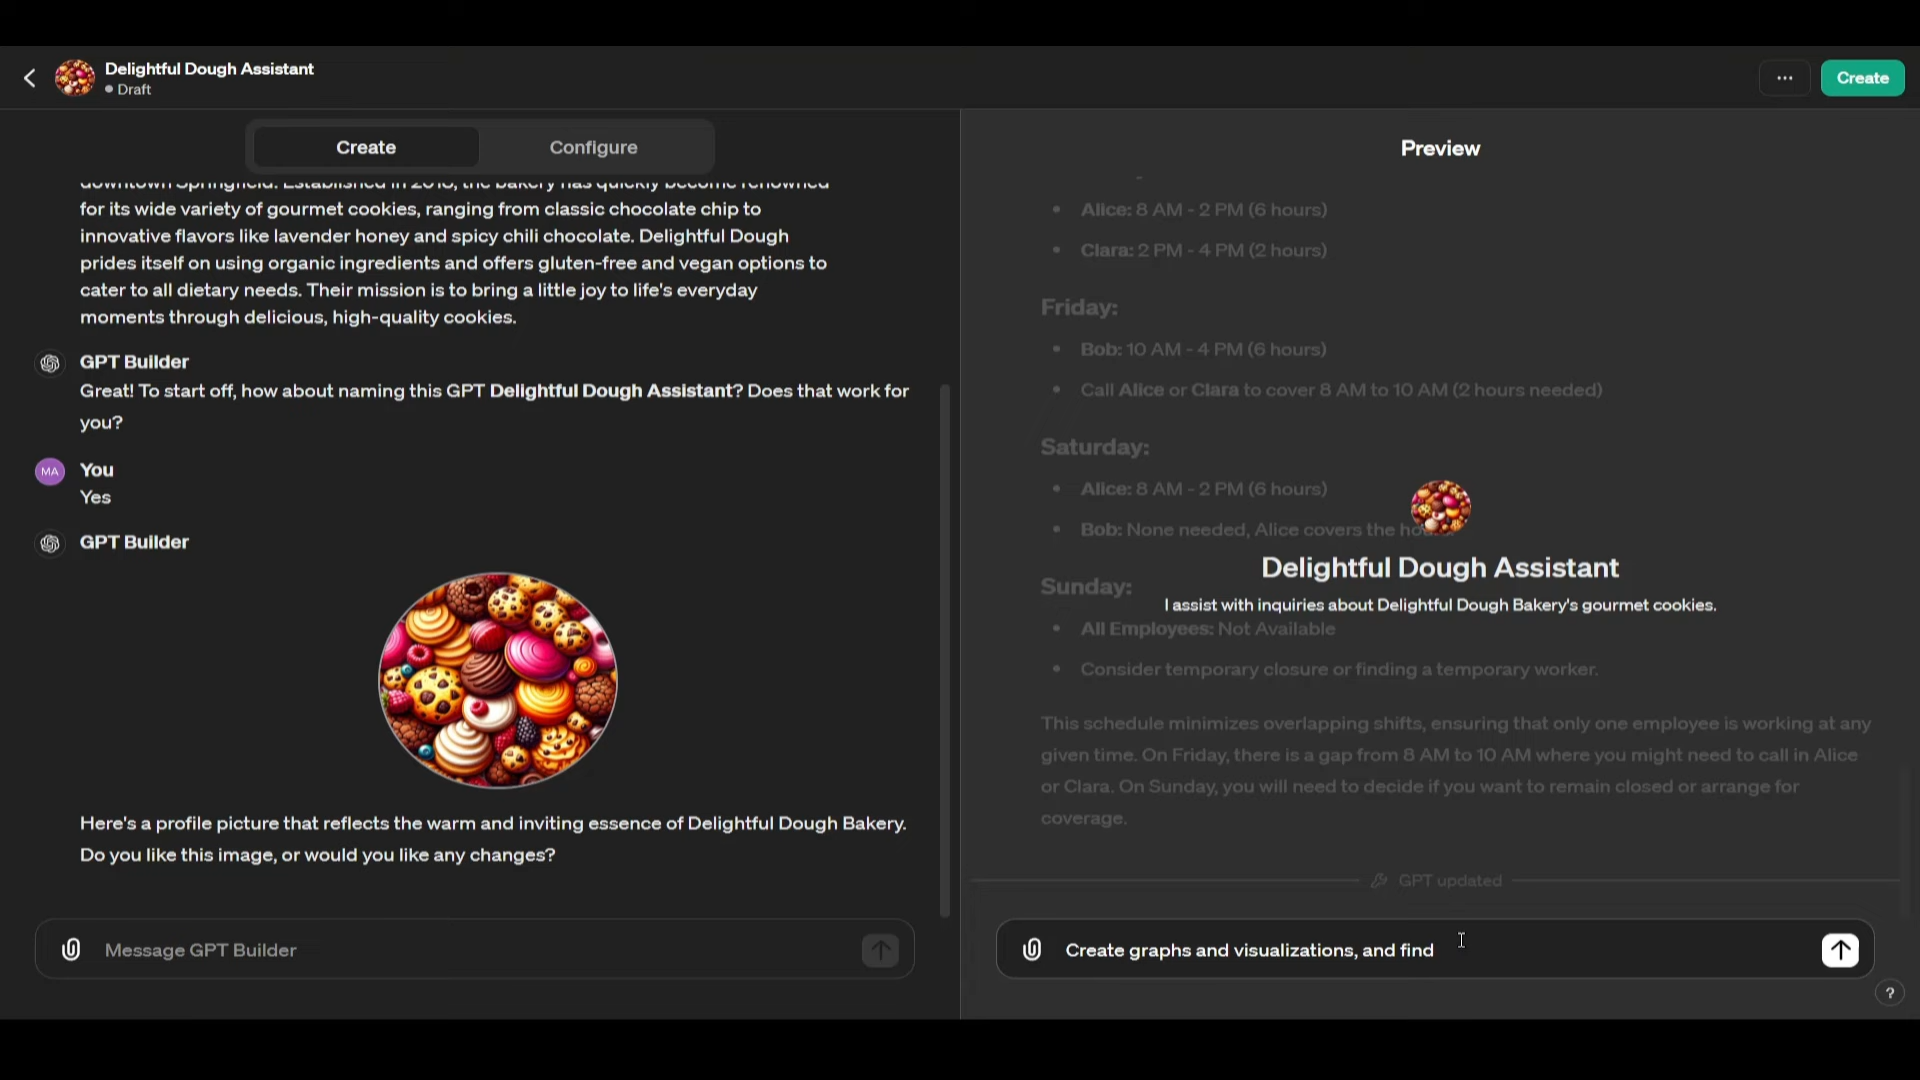 Delightful Dough Assistant
Draft
...
Create
Create
Configure
downtown Springfield. Established in 2018, the bakery has quickly become renowned
for its wide variety of gourmet cookies, ranging from classic chocolate chip to
innovative flavors like lavender honey and spicy chili chocolate. Delightful Dough
prides itself on using organic ingredients and offers gluten-free and vegan options to
cater to all dietary needs. Their mission is to bring a little joy to life's everyday
moments through delicious, high-quality cookies.
GPT Builder
Great! To start off, how about naming this GPT Delightful Dough Assistant? Does that work for
you?
MA
You
Yes
GPT Builder
Here's a profile picture that reflects the warm and inviting essence of Delightful Dough Bakery.
Do you like this image, or would you like any changes?
Message GPT Builder
Preview
Alice: 8 AM - 2 PM (6 hours)
Clara: 2 PM - 4 PM (2 hours)
Friday:
Bob: 10 AM - 4 PM (6 hours)
Call Alice or Clara to cover 8 AM to 10 AM (2 hours needed)
Saturday:
Alice: 8 AM - 2 PM (6 hours)
Bob: None needed, Alice covers the
Delightful Dough Assistant
Sunday:
I assist with inquiries about Delightful Dough Bakery's gourmet cookies.
All Employees: Not Available
Consider temporary closure or finding a temporary worker.
This schedule minimizes overlapping shifts, ensuring that only one employee is working at any
given time. On Friday, there is a gap from 8 AM to 10 AM where you might need to call in Alice
or Clara. On Sunday, you will need to decide if you want to remain closed or arrange for
coverage.
GPT updated
Create graphs and visualizations, and find
?